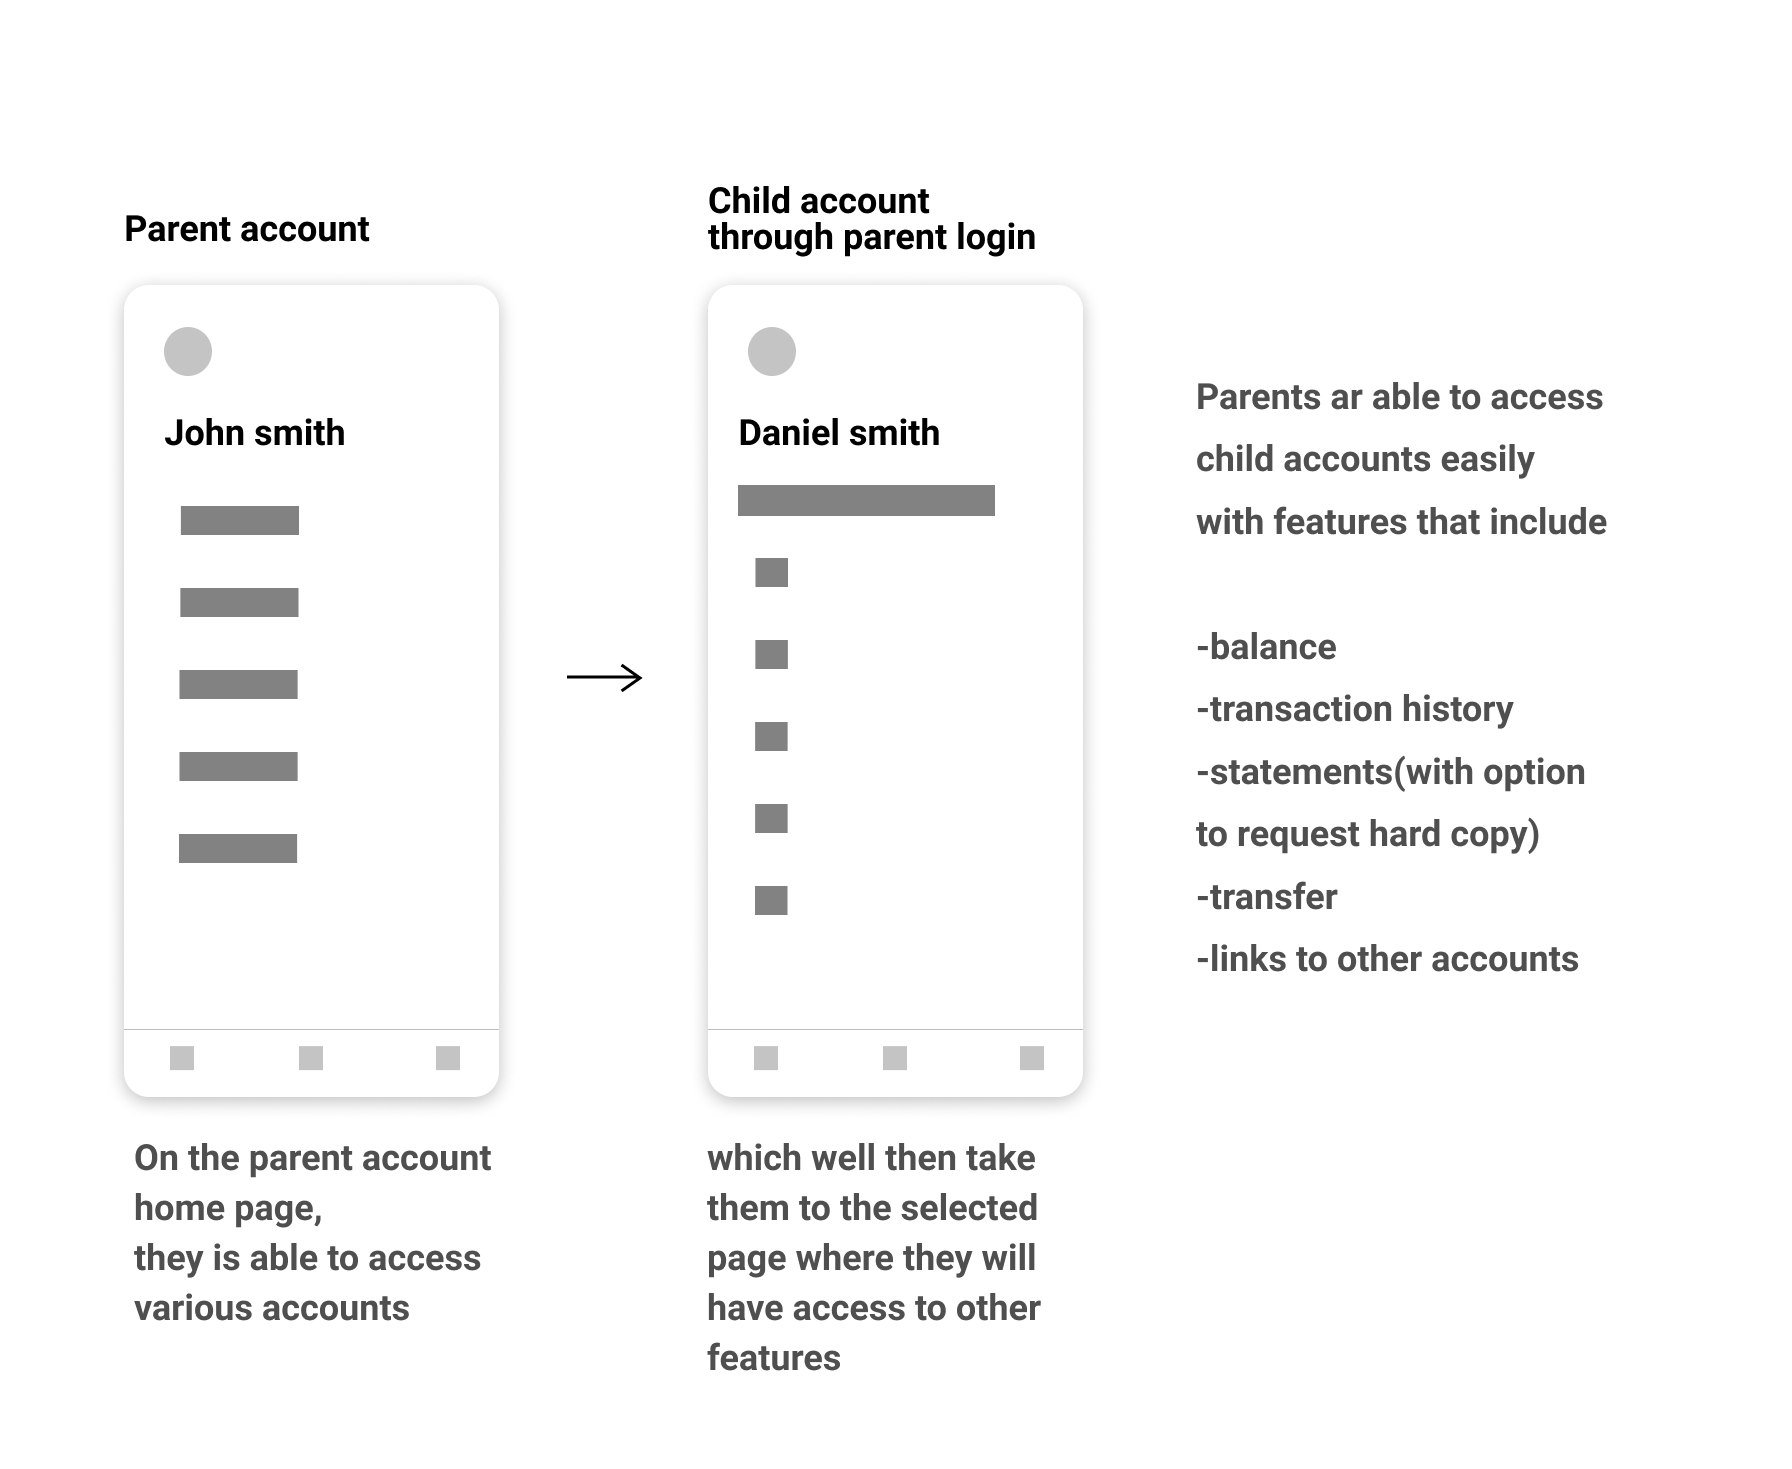 Parent account
John smith
On the parent account
home page,
they is able to access
various accounts
Child account
through parent login
Daniel smith
which well then take
them to the selected
page where they will
have access to other
features
Parents ar able to access
child accounts easily
with features that include
-balance
-transaction history
-statements(with option
to request hard copy)
-transfer
-links to other accounts